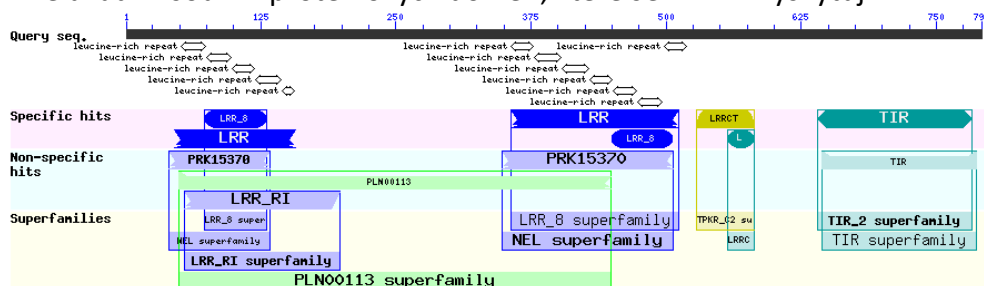 1 125 250 375 500 625 750 79
Query seq.
leucine-rich repeat leucine-rich repeat leucine-rich repeat
leucine-rich repeat leucine-rich repeat
leucine-rich repeat leucine-rich repeat
leucine-rich repeat leucine-rich repeat
leucine-rich repeat leucine-rich repeat
leucine-rich repeat
Specific hits LRR_8 LRR LRRCT TIR
LRR LRR_8 L
Non-specific hits PRK15370 PRK15370 TIR
PLN00113
LRR_RI
Superfamilies LRR_8 super LRR_8 superfamily TPKR_C2 su TIR_2 superfamily
NEL superfamily NEL superfamily LRRC TIR superfamily
LRR_RI superfamily
PLN00113 superfamily